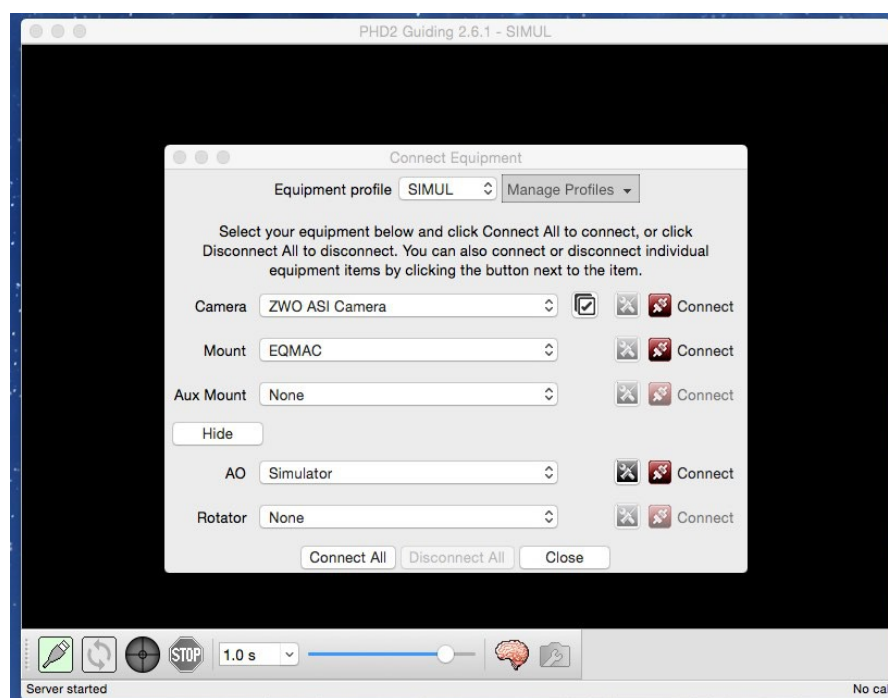 PHD2 Guiding 2.6.1 - SIMUL
Connect Equipment
Equipment profile SIMUL Manage Profiles
Select your equipment below and click Connect All to connect, or click
Disconnect All to disconnect. You can also connect or disconnect individual
equipment items by clicking the button next to the item.
Camera ZWO ASI Camera Connect
Mount EQMAC Connect
Aux Mount None Connect
Hide
AO Simulator Connect
Rotator None Connect
Connect All Disconnect All Close
STOP 1.0 s
Server started No cal